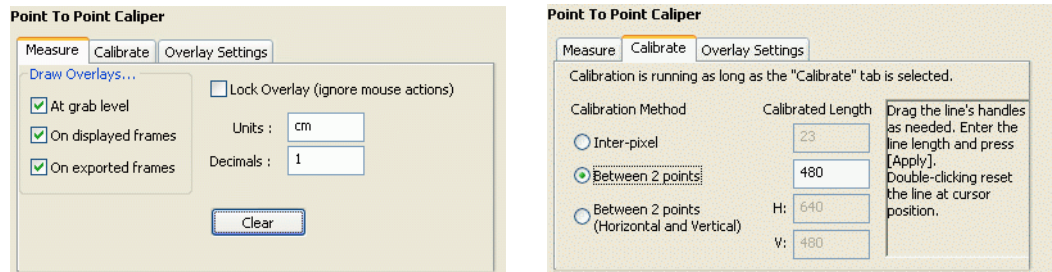 Point To Point Caliper
Measure Calibrate Overlay Settings
Draw Overlays...
At grab level
On displayed frames
On exported frames
Lock Overlay (ignore mouse actions)
Units : cm
Decimals : 1
Clear
Point To Point Caliper
Measure Calibrate Overlay Settings
Calibration is running as long as the "Calibrate" tab is selected.
Calibration Method
Calibrated Length
Inter-pixel
23
Between 2 points
480
Between 2 points
(Horizontal and Vertical)
H: 640
V: 480
Drag the line's handles
as needed. Enter the
line length and press
[Apply].
Double-clicking reset
the line at cursor
position.